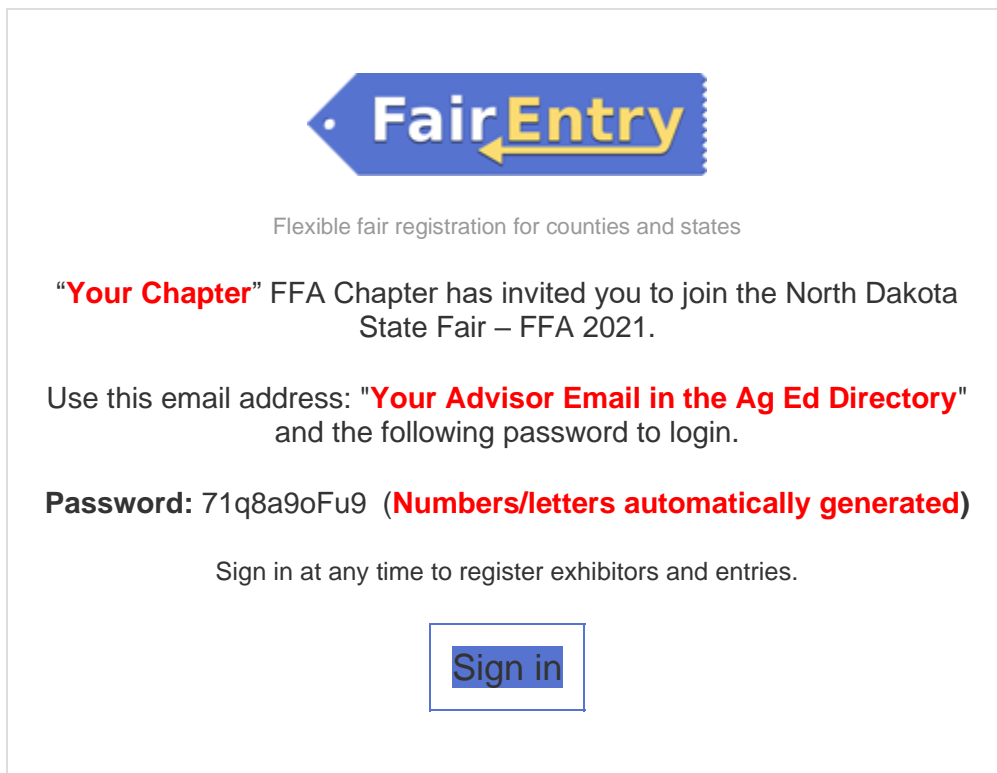 FairEntry
Flexible fair registration for counties and states
“Your Chapter” FFA Chapter has invited you to join the North Dakota
State Fair – FFA 2021.
Use this email address: "Your Advisor Email in the Ag Ed Directory"
and the following password to login.
Password: 71q8a9oFu9 (Numbers/letters automatically generated)
Sign in at any time to register exhibitors and entries.
Sign in